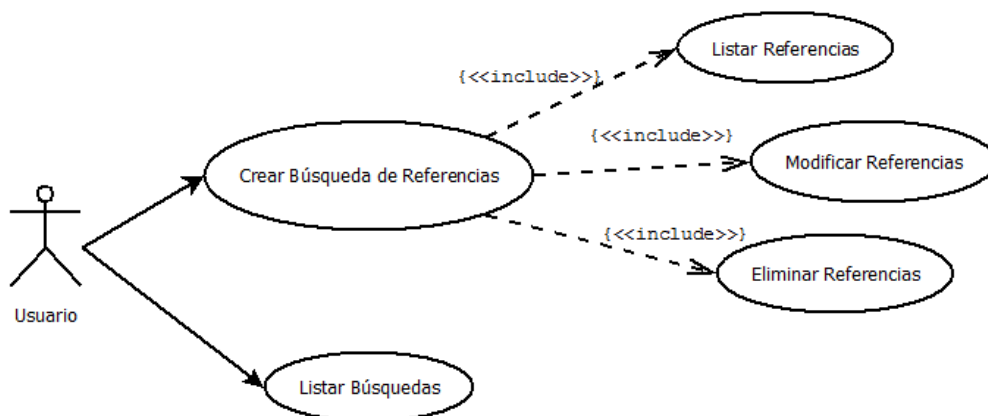 Listar Referencias
{<<include>>}
{<<include>>}
Modificar Referencias
Crear Búsqueda de Referencias
{<<include>>}
Eliminar Referencias
Usuario
Listar Búsquedas